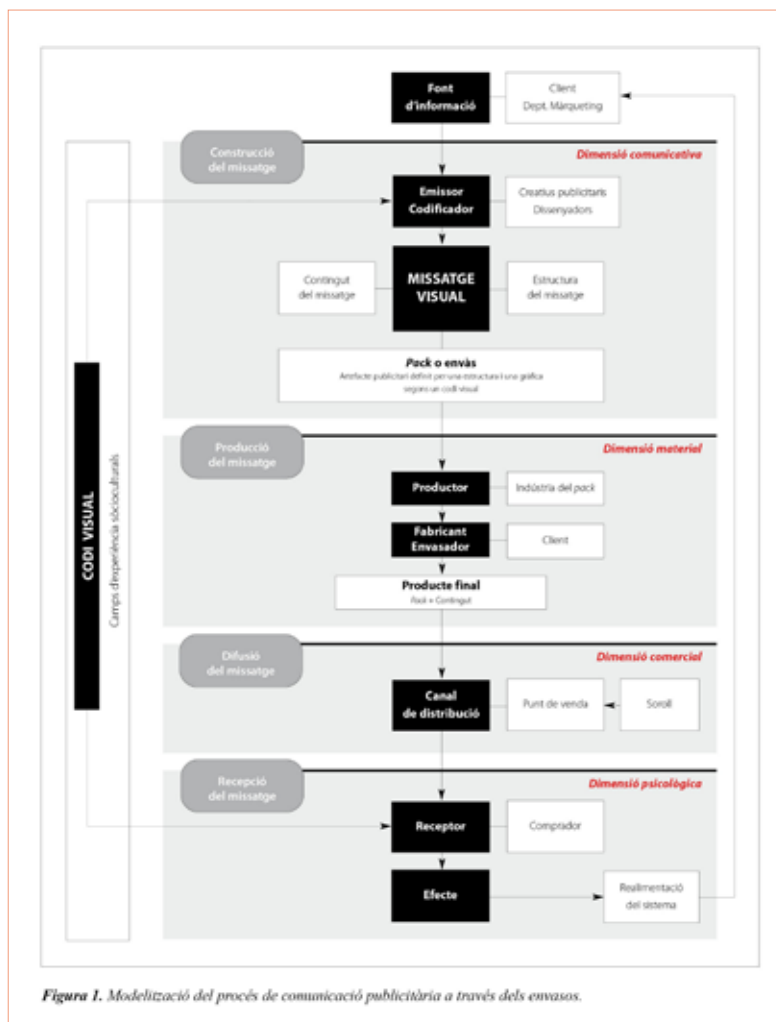 Font
d'informació
Client
Dept. Màrqueting
Construcció
del missatge
Dimensió comunicativa
Emissor
Codificador
Creatius publicitaris
Dissenyadors
Contingut
del missatge
MISSATGE
VISUAL
Estructura
del missatge
Pack o envàs
Artefacte publicitari definit per una estructura i una gràfica
segons un codi visual
Producció
del missatge
Dimensió material
Productor
Indústria del pack
Fabricant
Envasador
Client
Producte final
Pack + Contingut
CODI VISUAL
Camps d'experiència sòcioculturals
Difusió
del missatge
Dimensió comercial
Canal
de distribució
Punt de venda
Soroll
Recepció
del missatge
Dimensió psicològica
Receptor
Comprador
Efecte
Realimentació
del sistema
Figura 1. Modelització del procés de comunicació publicitària a través dels envasos.